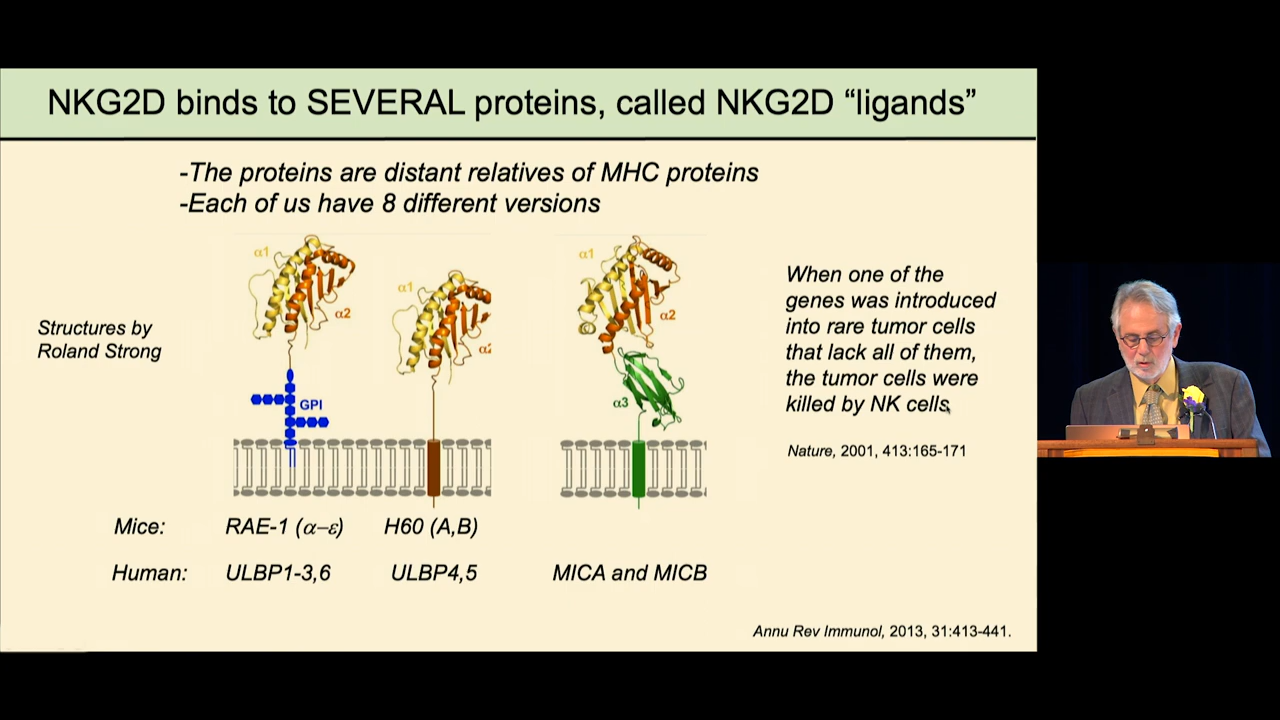 NKG2D binds to SEVERAL proteins, called NKG2D “ligands”
-The proteins are distant relatives of MHC proteins
-Each of us have 8 different versions
Structures by
Roland Strong
α1
α2
GPI
α1
α2
α1
α2
α3
When one of the
genes was introduced
into rare tumor cells
that lack all of them,
the tumor cells were
killed by NK cells
Nature, 2001, 413:165-171
Mice: RAE-1 (α–ε) H60 (A,B)
Human: ULBP1-3,6 ULBP4,5 MICA and MICB
Annu Rev Immunol, 2013, 31:413-441.